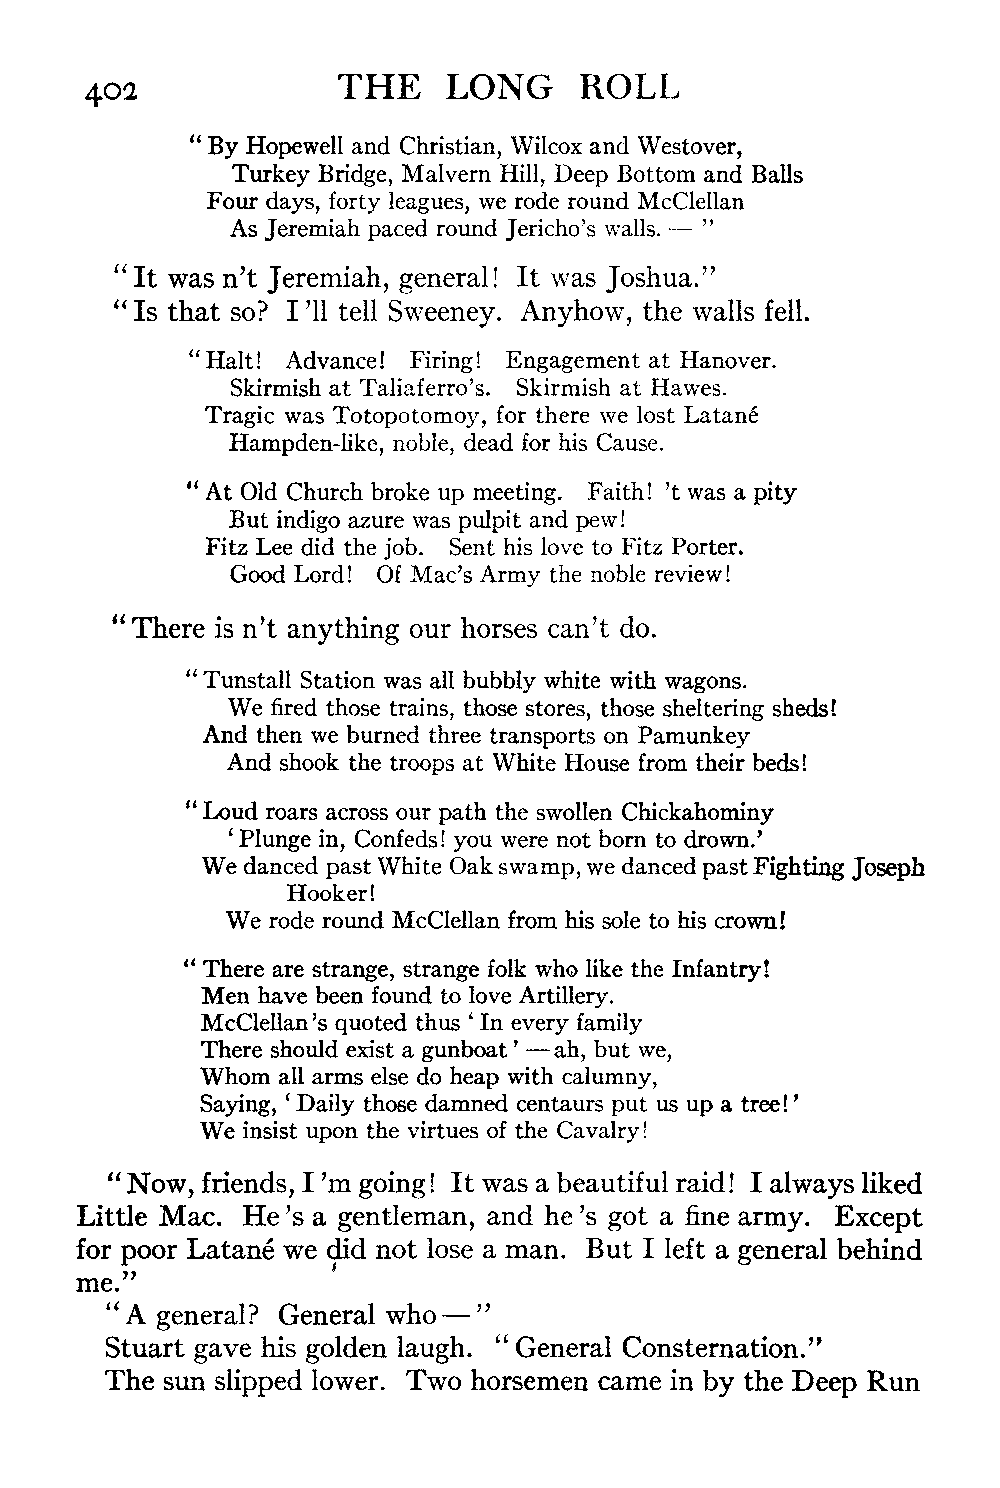 402 THE LONG ROLL
“By Hopewell and Christian, Wilcox and Westover,
Turkey Bridge, Malvern Hill, Deep Bottom and Balls
Four days, forty leagues, we rode round McClellan
As Jeremiah paced round Jericho's walls. — ”
“It was n't Jeremiah, general! It was Joshua.”
“Is that so? I 'll tell Sweeney. Anyhow, the walls fell.
“Halt! Advance! Firing! Engagement at Hanover.
Skirmish at Taliaferro's. Skirmish at Hawes.
Tragic was Totopotomoy, for there we lost Latané
Hampden-like, noble, dead for his Cause.
“At Old Church broke up meeting. Faith! 't was a pity
But indigo azure was pulpit and pew!
Fitz Lee did the job. Sent his love to Fitz Porter.
Good Lord! Of Mac's Army the noble review!
“There is n't anything our horses can't do.
“Tunstall Station was all bubbly white with wagons.
We fired those trains, those stores, those sheltering sheds!
And then we burned three transports on Pamunkey
And shook the troops at White House from their beds!
“Loud roars across our path the swollen Chickahominy
‘Plunge in, Confeds! you were not born to drown.’
We danced past White Oak swamp, we danced past Fighting Joseph
Hooker!
We rode round McClellan from his sole to his crown!
“There are strange, strange folk who like the Infantry!
Men have been found to love Artillery.
McClellan's quoted thus ‘In every family
There should exist a gunboat’ — ah, but we,
Whom all arms else do heap with calumny,
Saying, ‘Daily those damned centaurs put us up a tree!’
We insist upon the virtues of the Cavalry!
“Now, friends, I 'm going! It was a beautiful raid! I always liked
Little Mac. He 's a gentleman, and he 's got a fine army. Except
for poor Latané we did not lose a man. But I left a general behind
me.”
“A general? General who — ”
Stuart gave his golden laugh. “General Consternation.”
The sun slipped lower. Two horsemen came in by the Deep Run